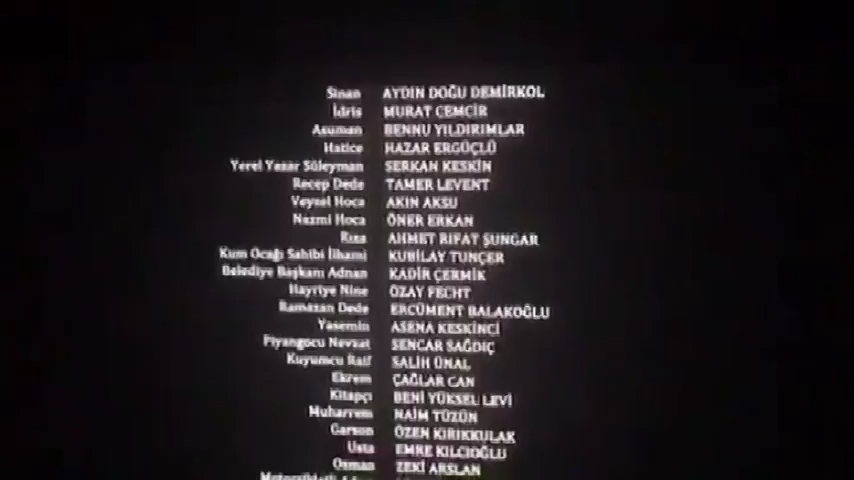 Sinan AYDIN DOĞU DEMİRKOL
İdris MURAT CEMCİR
Asuman BENNU YILDIRIMLAR
Hatice HAZAR ERGÜÇLÜ
Yerel Yazar Süleyman SERKAN KESKİN
Recep Dede TAMER LEVENT
Veysel Hoca AKIN AKSU
Nazmi Hoca ÖNER ERKAN
Rıza AHMET RIFAT ŞUNGAR
Kum Ocağı Sahibi İlhami KUBİLAY TUNÇER
Belediye Başkanı Adnan KADİR ÇERMİK
Hayriye Nine ÖZAY FECHT
Ramazan Dede ERCÜMENT BALAKOĞLU
Yasemin ASENA KESKİNCİ
Piyangocu Nevzat SENCAR SAĞDIÇ
Kuyumcu Raif SALİH ÜNAL
Ekrem ÇAĞLAR CAN
Kitapçı BENİ YÜKSEL LEVİ
Muharrem NAİM TÜZÜN
Garson ÖZEN KIRIKKULAK
Usta EMRE KILCIOĞLU
Osman ZEKİ ARSLAN